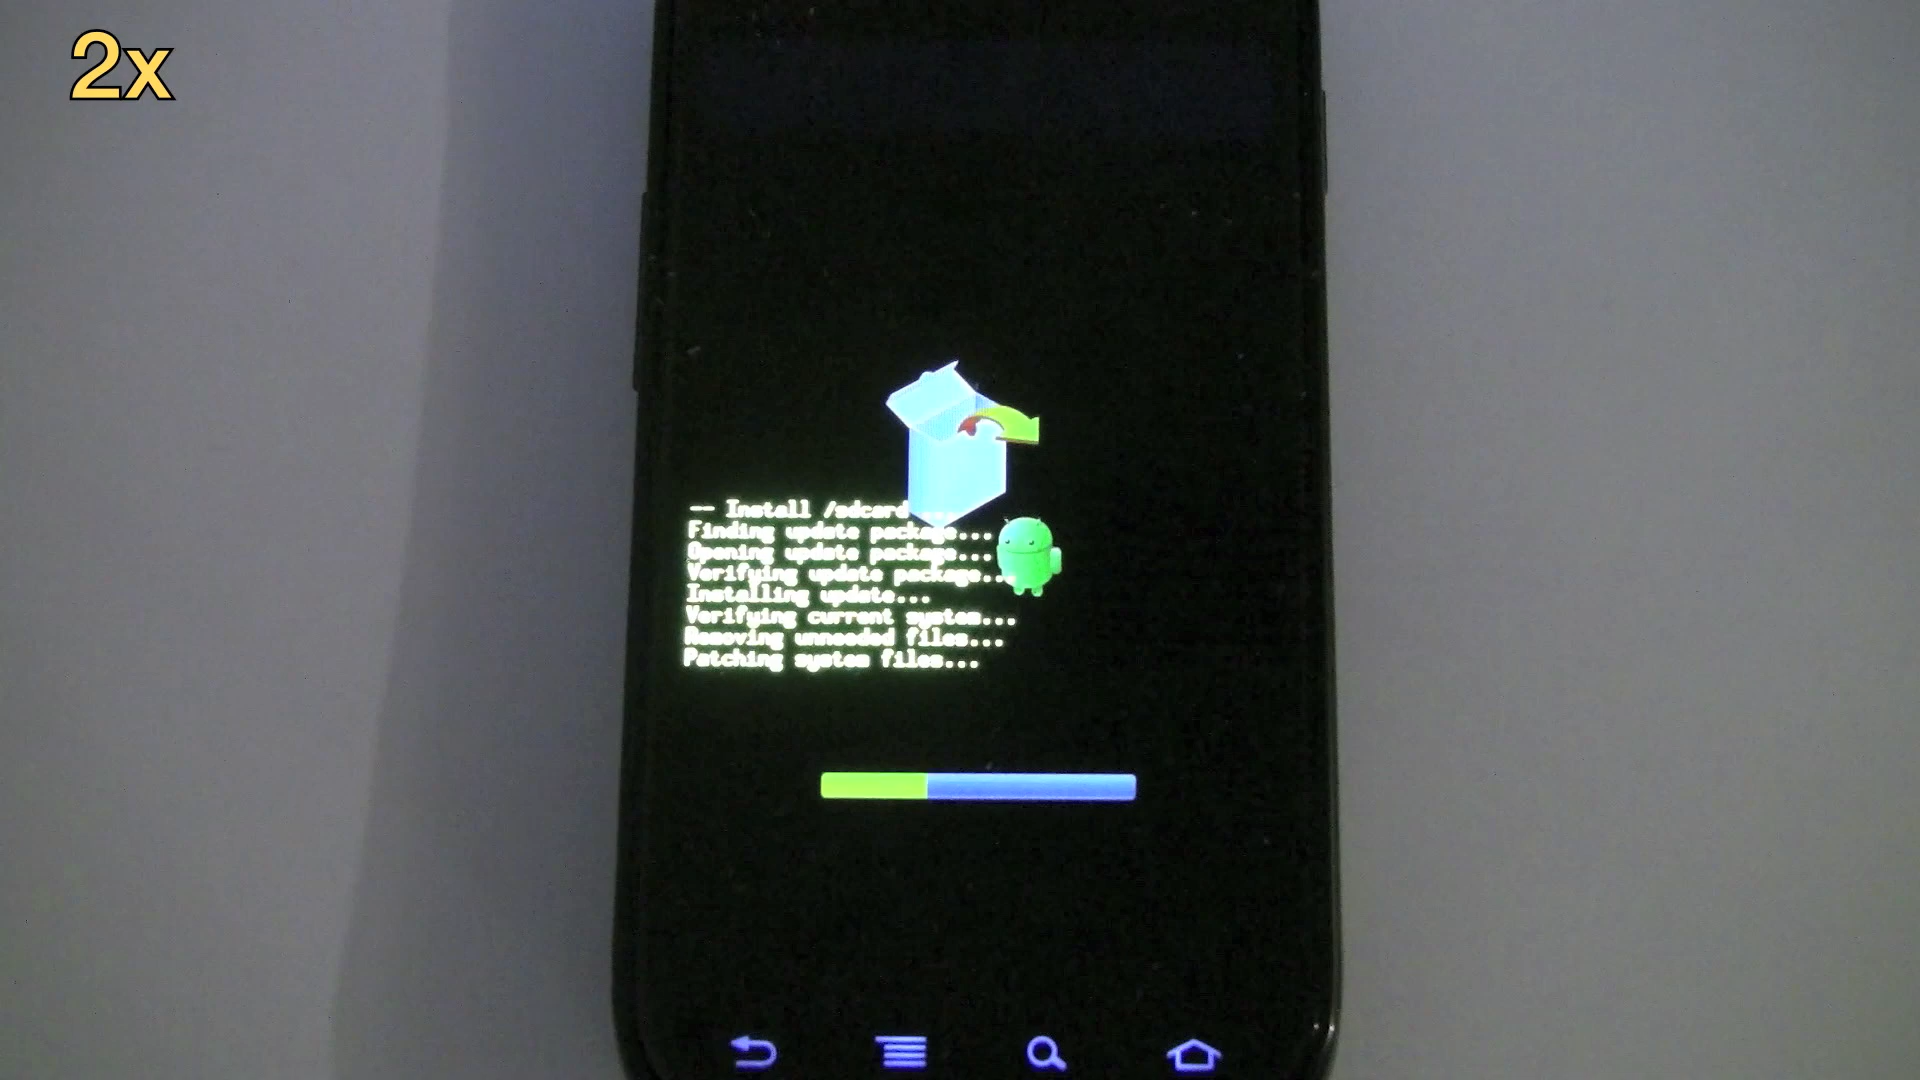 2x
-- Install /sdcard ...
Finding update package...
Opening update package...
Verifying update package...
Installing update...
Verifying current system...
Removing unneeded files...
Patching system files...